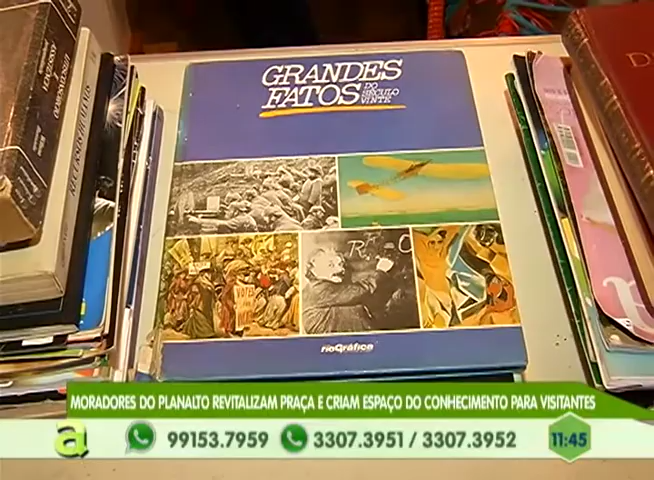 GRANDES
FATOS
DO
SÉCULO
VINTE
VOTES
rioGráfica
MORADORES DO PLANALTO REVITALIZAM PRAÇA E CRIAM ESPAÇO DO CONHECIMENTO PARA VISITANTES
a
99153.7959
3307.3951 / 3307.3952
11:45